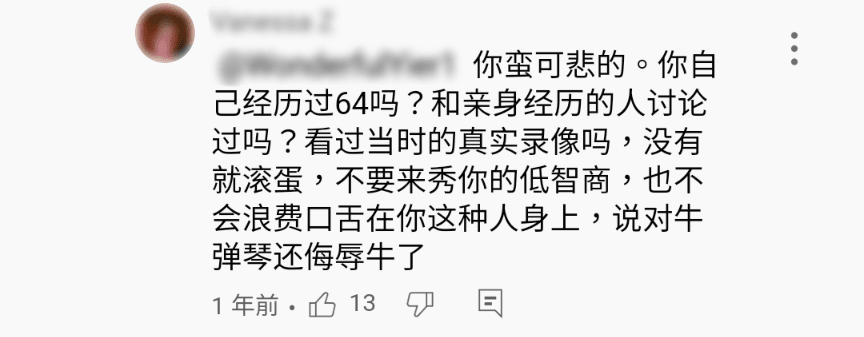 你蛮可悲的。你自
己经历过64吗？和亲身经历的人讨论
过吗？看过当时的真实录像吗，没有
就滚蛋，不要来秀你的低智商，也不
会浪费口舌在你这种人身上，说对牛
弹琴还侮辱牛了
1 年前 · 13